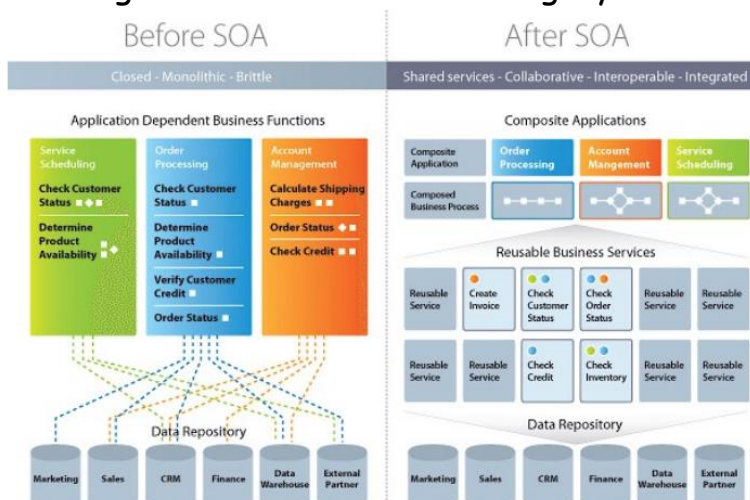 Before SOA
Closed - Monolithic - Brittle
Application Dependent Business Functions
Service
Scheduling
Check Customer
Status
Determine
Product
Availability
Order
Processing
Check Customer
Status
Determine
Product
Availability
Verify Customer
Credit
Order Status
Account
Management
Calculate Shipping
Charges
Order Status
Check Credit
Data Repository
Marketing
Sales
CRM
Finance
Data
Warehouse
External
Partner
After SOA
Shared services - Collaborative - Interoperable - Integrated
Composite Applications
Composite
Application
Order
Processing
Account
Mangement
Service
Scheduling
Composed
Business Process
Reusable Business Services
Reusable
Service
Create
Invoice
Check
Customer
Status
Check
Order
Status
Reusable
Service
Reusable
Service
Reusable
Service
Reusable
Service
Check
Credit
Check
Inventory
Reusable
Service
Reusable
Service
Data Repository
Marketing
Sales
CRM
Finance
Data
Warehouse
External
Partner